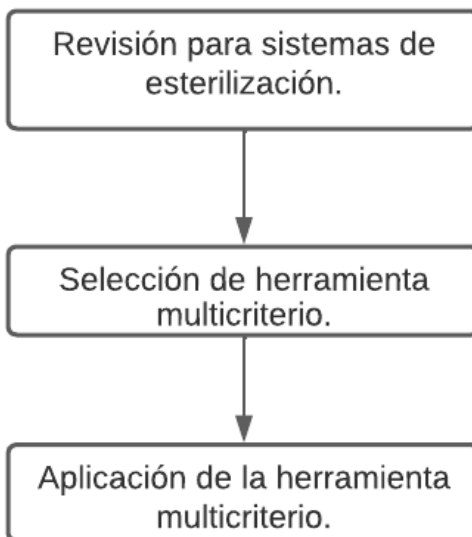 Revisión para sistemas de
esterilización.
Selección de herramienta
multicriterio.
Aplicación de la herramienta
multicriterio.